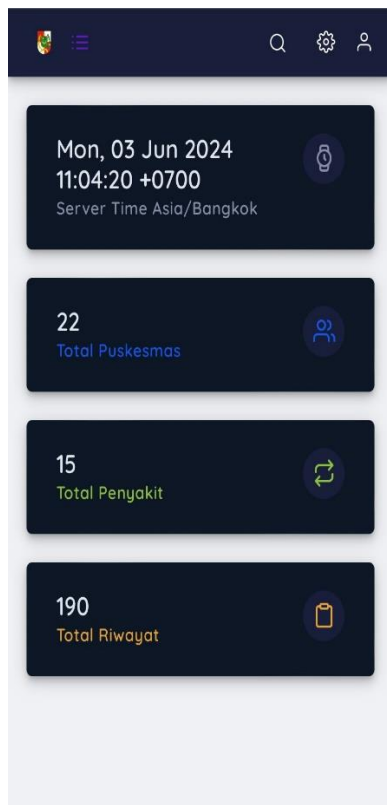 Mon, 03 Jun 2024
11:04:20 +0700
Server Time Asia/Bangkok
22
Total Puskesmas
15
Total Penyakit
190
Total Riwayat